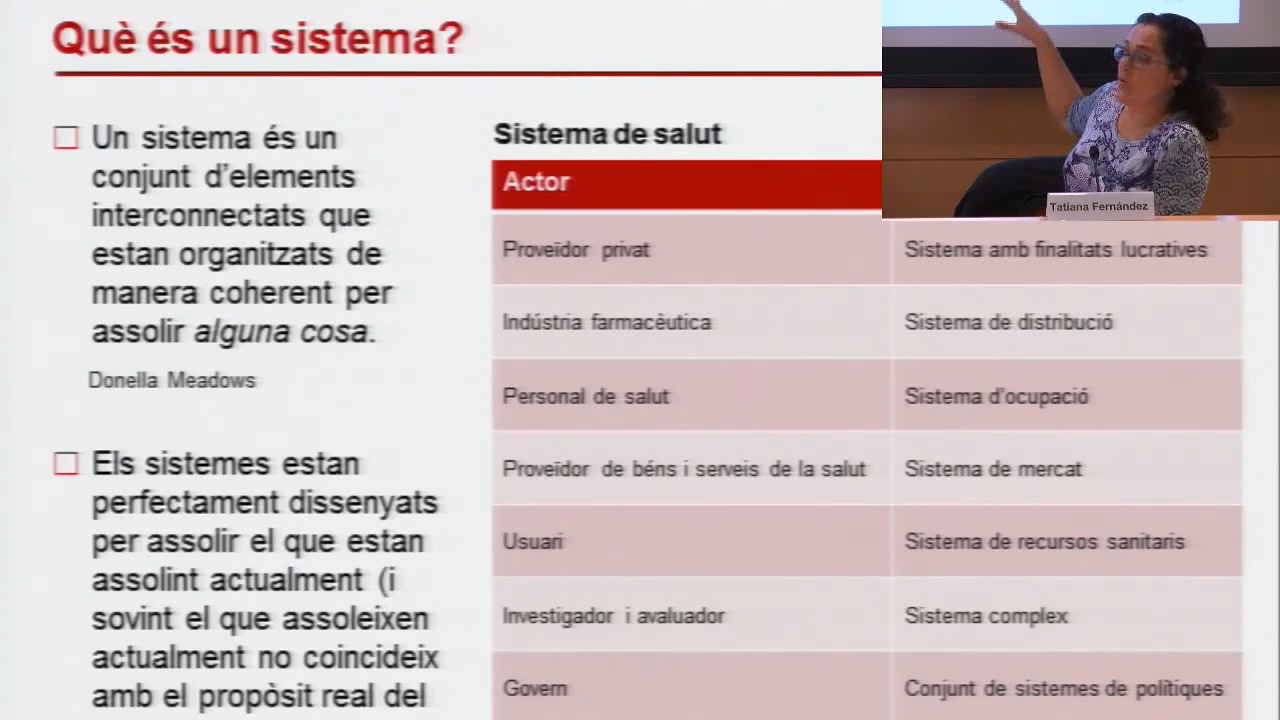 Què és un sistema?
Un sistema és un
conjunt d'elements
interconnectats que
estan organitzats de
manera coherent per
assolir alguna cosa.
Donella Meadows
Els sistemes estan
perfectament dissenyats
per assolir el que estan
assolint actualment (i
sovint el que assoleixen
actualment no coincideix
amb el propòsit real del
Sistema de salut
Actor
Proveïdor privat Sistema amb finalitats lucratives
Indústria farmacèutica Sistema de distribució
Personal de salut Sistema d'ocupació
Proveïdor de béns i serveis de la salut Sistema de mercat
Usuari Sistema de recursos sanitaris
Investigador i avaluador Sistema complex
Govern Conjunt de sistemes de polítiques
Tatiana Fernández